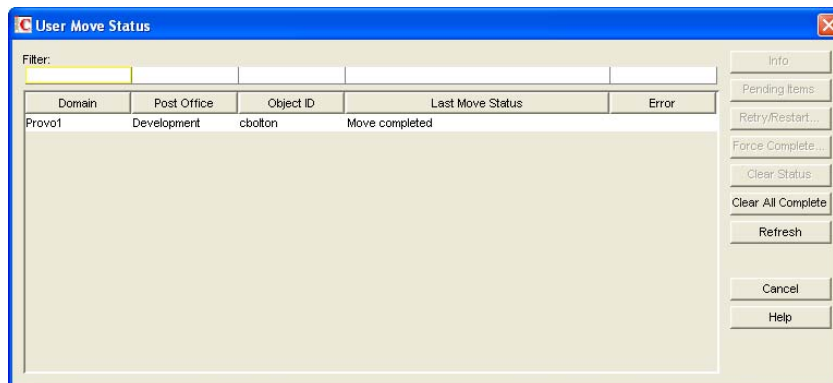 User Move Status
Filter:
Info
Pending Items
Retry/Restart...
Force Complete...
Clear Status
Clear All Complete
Refresh
Cancel
Help
Domain Post Office Object ID Last Move Status Error
Provo1 Development cbolton Move completed